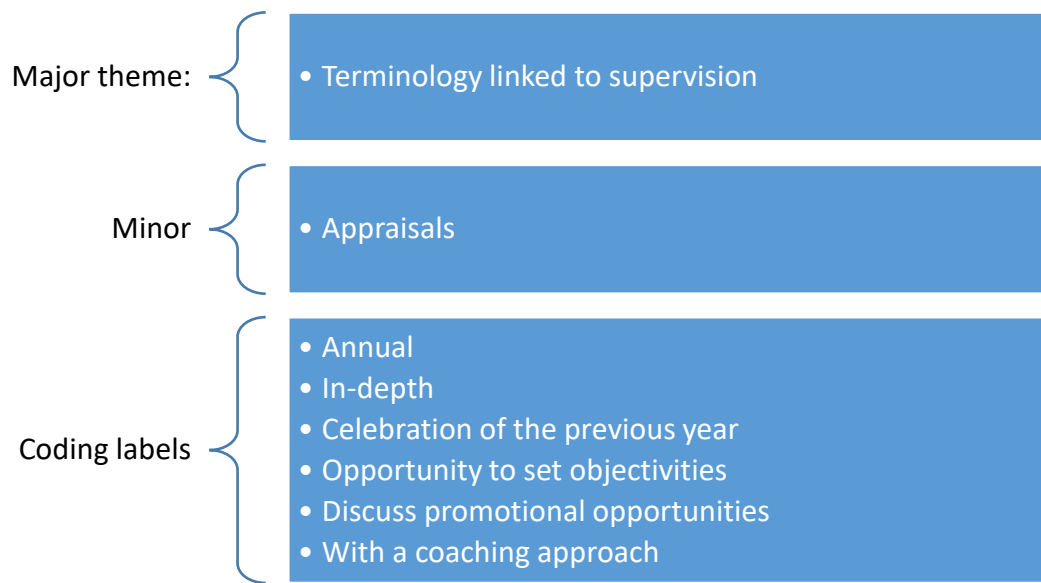 Major theme:
• Terminology linked to supervision
Minor
• Appraisals
Coding labels
• Annual
• In-depth
• Celebration of the previous year
• Opportunity to set objectivities
• Discuss promotional opportunities
• With a coaching approach